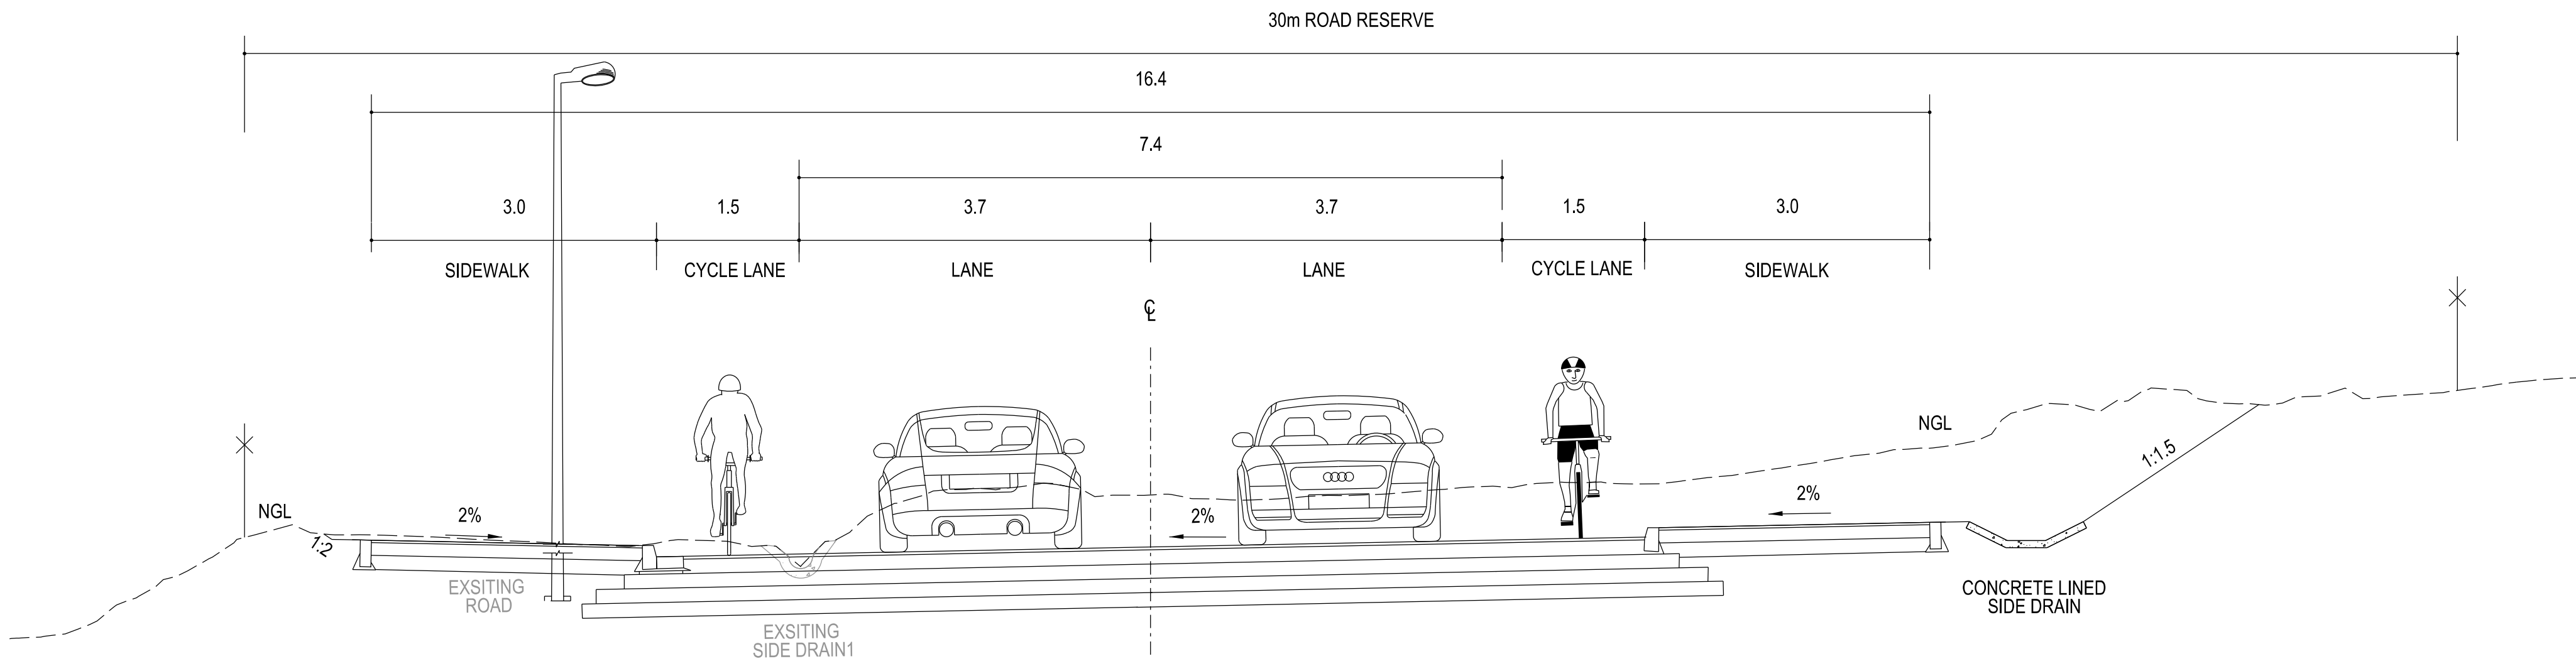 30m ROAD RESERVE
16.4
7.4
3.0
1.5
3.7
3.7
1.5
3.0
SIDEWALK
CYCLE LANE
LANE
LANE
CYCLE LANE
SIDEWALK
℄
NGL
1:2
2%
2%
2%
NGL
1:1.5
EXSITING
ROAD
EXSITING
SIDE DRAIN1
CONCRETE LINED
SIDE DRAIN